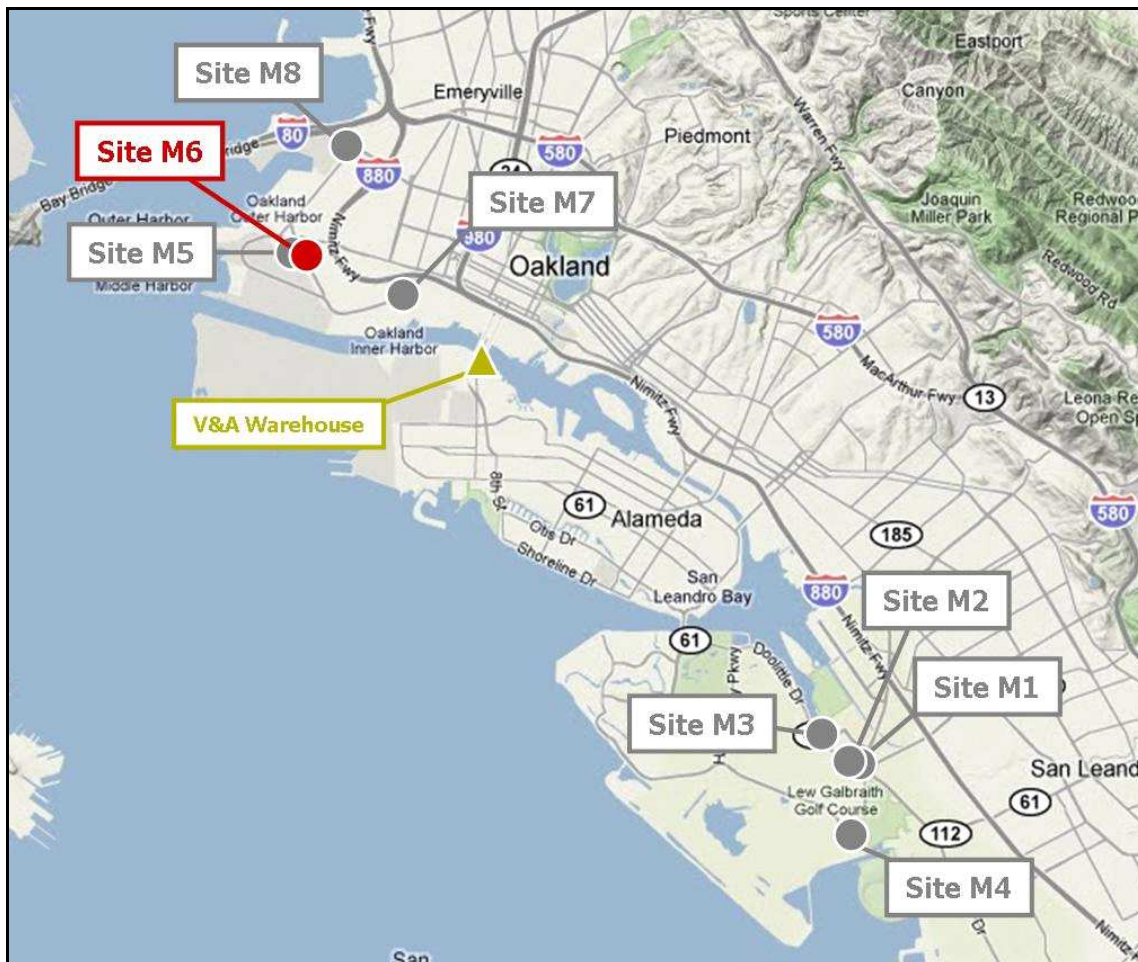 Sports Center
Eastport
Site M8
Emeryville
Canyon
80
Piedmont
Warren Fwy
580
24
Site M6
Bay Bridge
880
Joaquin
Miller Park
Redwood
Regional
Oakland
Outer Harbor
Site M7
Outer Harbor
Nimitz Fwy
980
Site M5
Oakland
Redwood Rd
Middle Harbor
580
Oakland
Inner Harbor
MacArthur Fwy
13
Nimitz Fwy
Leona
Open
V&A Warehouse
8th St
61
Alameda
580
Otis Dr
185
Shoreline Dr
San
Leandro Bay
880
Site M2
61
Nimitz Fwy
Doolittle Dr
Pkwy
Site M1
Site M3
San Leand
Lew Galbraith
Golf Course
61
112
Site M4
Nimitz
San